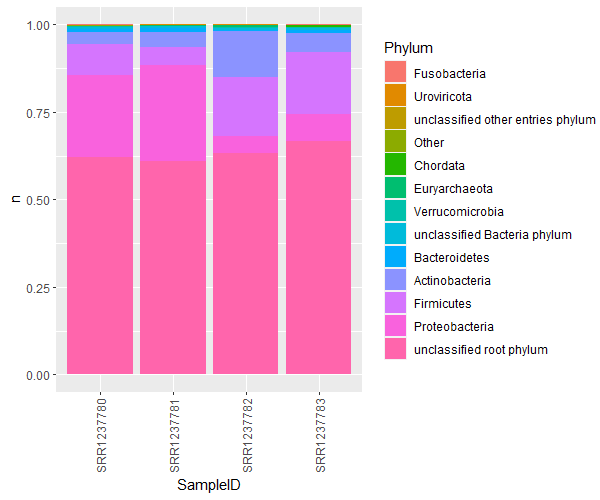 1.00
0.75
0.50
0.25
0.00
n
SRR1237780
SRR1237781
SRR1237782
SRR1237783
SampleID
Phylum
Fusobacteria
Uroviricota
unclassified other entries phylum
Other
Chordata
Euryarchaeota
Verrucomicrobia
unclassified Bacteria phylum
Bacteroidetes
Actinobacteria
Firmicutes
Proteobacteria
unclassified root phylum